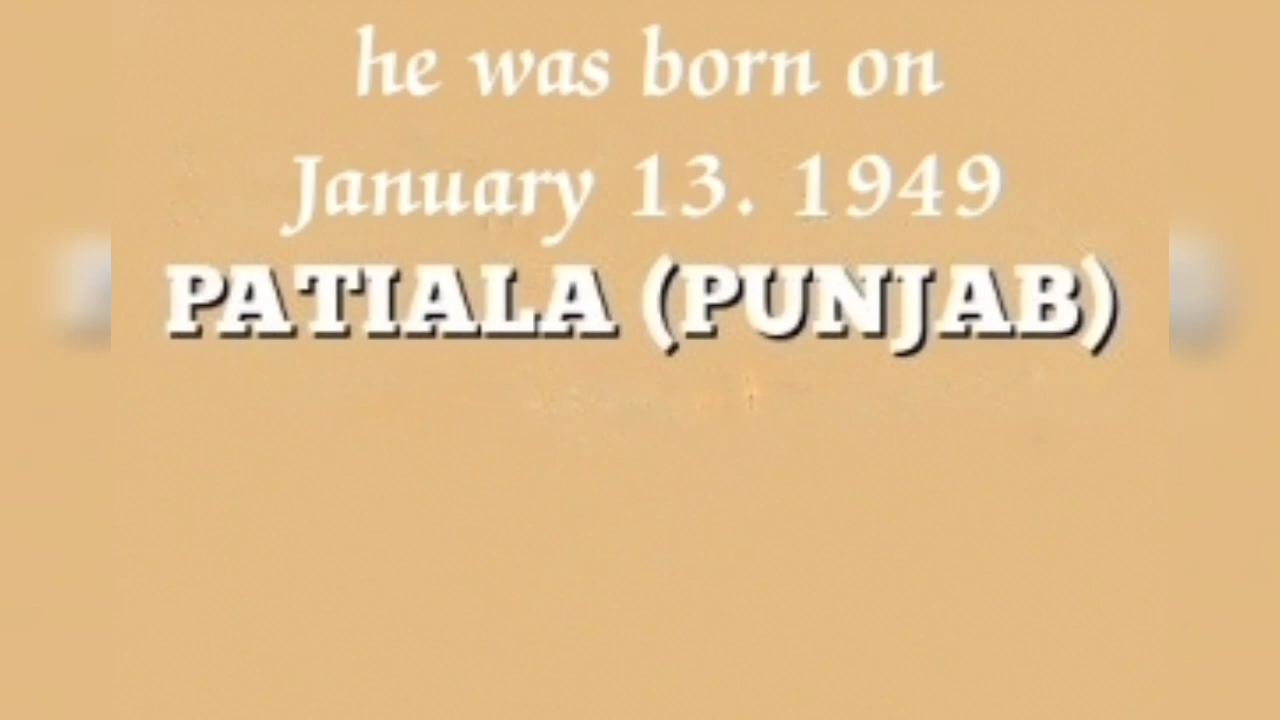 he was born on
January 13. 1949
PATIALA (PUNJAB)